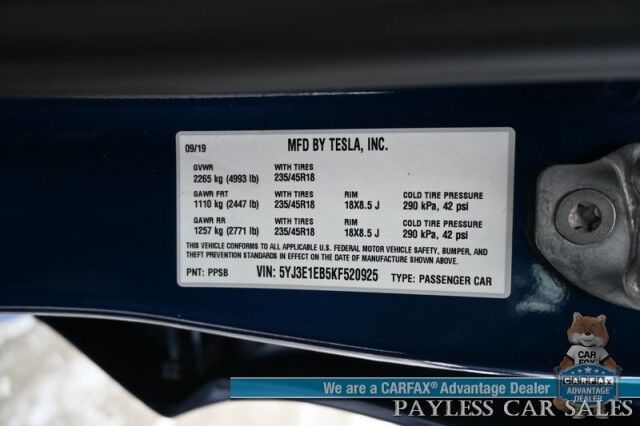 09/19 MFD BY TESLA, INC.
GVWR WITH TIRES
2265 kg (4993 lb) 235/45R18
GAWR FRT WITH TIRES RIM COLD TIRE PRESSURE
1110 kg (2447 lb) 235/45R18 18X8.5 J 290 kPa, 42 psi
GAWR RR WITH TIRES RIM COLD TIRE PRESSURE
1257 kg (2771 lb) 235/45R18 18X8.5 J 290 kPa, 42 psi
THIS VEHICLE CONFORMS TO ALL APPLICABLE U.S. FEDERAL MOTOR VEHICLE SAFETY, BUMPER, AND
THEFT PREVENTION STANDARDS IN EFFECT ON THE DATE OF MANUFACTURE SHOWN ABOVE.
PNT: PPSB VIN: 5YJ3E1EB5KF520925 TYPE: PASSENGER CAR
CAR
FOX
We are a CARFAX® Advantage Dealer
CARFAX
ADVANTAGE
DEALER
PAYLESS CAR SALES